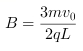 B = \frac{3mv_0}{2qL}